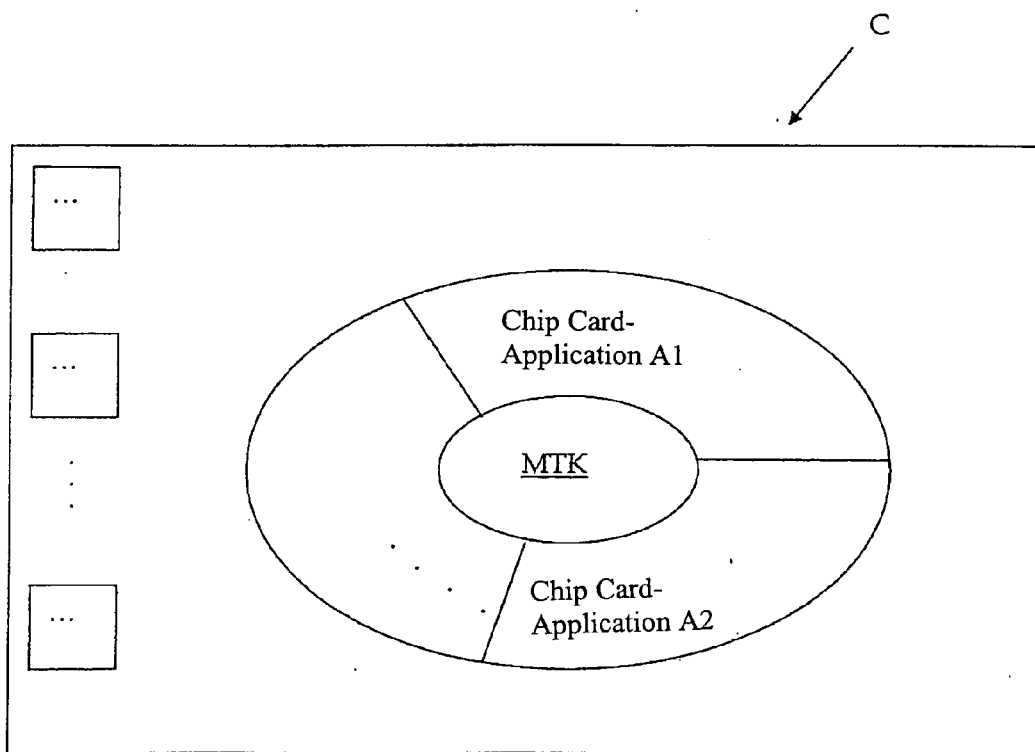 C
...
Chip Card-
Application A1
...
MTK
Chip Card-
Application A2
...